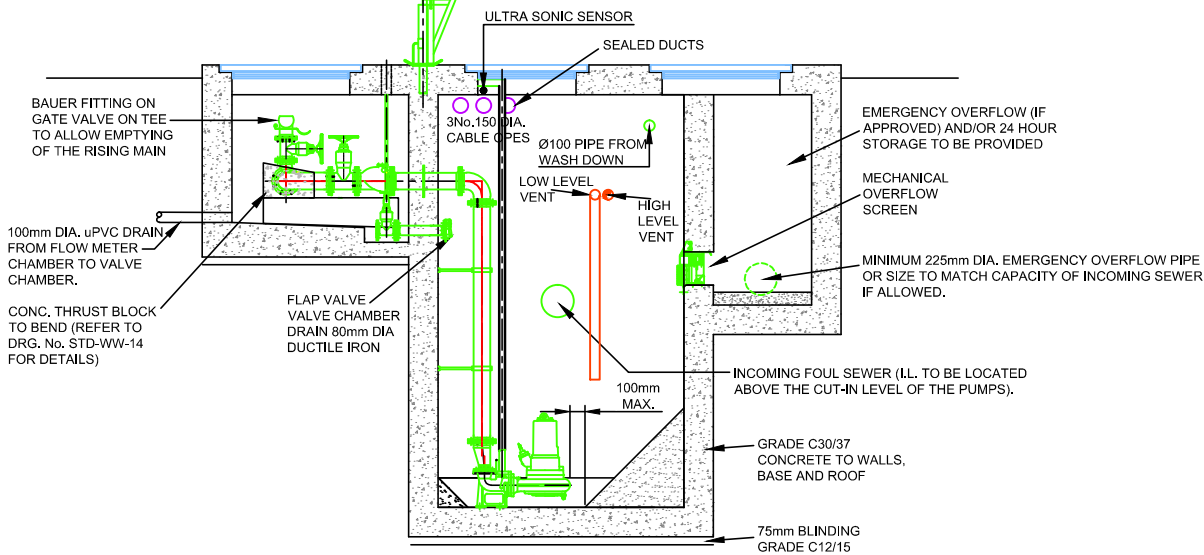 ULTRA SONIC SENSOR
SEALED DUCTS
BAUER FITTING ON
GATE VALVE ON TEE
TO ALLOW EMPTYING
OF THE RISING MAIN
3No.150 DIA.
CABLE OPES
Ø100 PIPE FROM
WASH DOWN
LOW LEVEL
VENT
HIGH
LEVEL
VENT
EMERGENCY OVERFLOW (IF
APPROVED) AND/OR 24 HOUR
STORAGE TO BE PROVIDED
MECHANICAL
OVERFLOW
SCREEN
100mm DIA. uPVC DRAIN
FROM FLOW METER
CHAMBER TO VALVE
CHAMBER.
MINIMUM 225mm DIA. EMERGENCY OVERFLOW PIPE
OR SIZE TO MATCH CAPACITY OF INCOMING SEWER
IF ALLOWED.
CONC. THRUST BLOCK
TO BEND (REFER TO
DRG. No. STD-WW-14
FOR DETAILS)
FLAP VALVE
VALVE CHAMBER
DRAIN 80mm DIA
DUCTILE IRON
INCOMING FOUL SEWER (I.L. TO BE LOCATED
ABOVE THE CUT-IN LEVEL OF THE PUMPS).
100mm
MAX.
GRADE C30/37
CONCRETE TO WALLS,
BASE AND ROOF
75mm BLINDING
GRADE C12/15